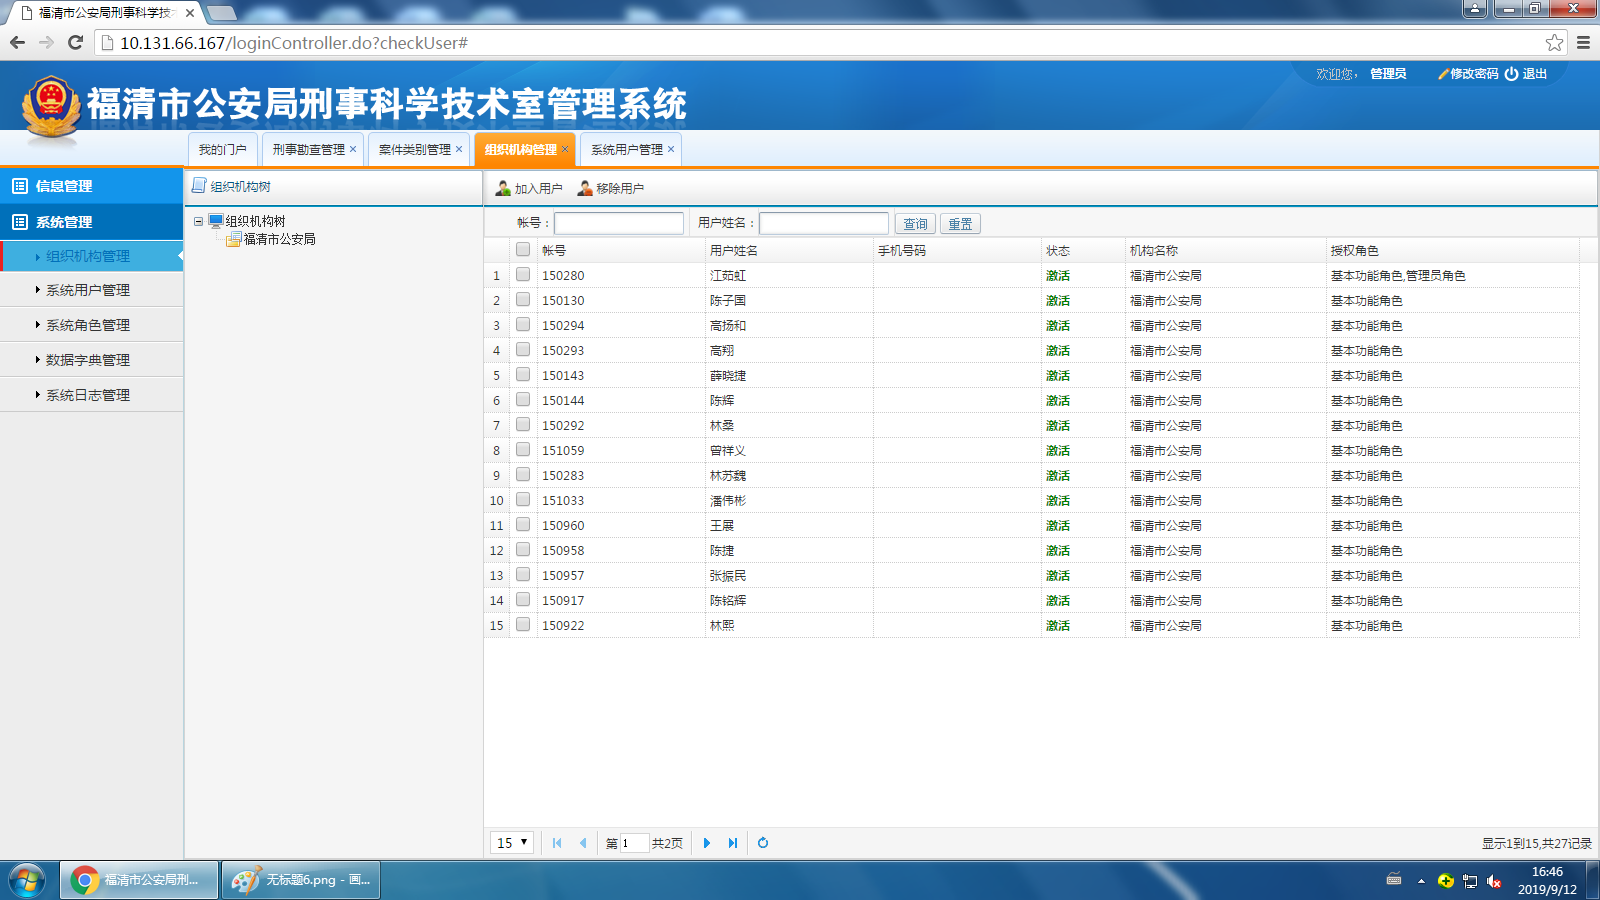 福清市公安局刑事科学技
10.131.66.167/loginController.do?checkUser#
福清市公安局刑事科学技术室管理系统
欢迎您， 管理员 修改密码 退出
我的门户 刑事勘查管理 案件类别管理 组织机构管理 系统用户管理
信息管理
系统管理
组织机构管理
系统用户管理
系统角色管理
数据字典管理
系统日志管理
组织机构树
组织机构树
福清市公安局
加入用户 移除用户
帐号： 用户姓名： 查询 重置
帐号 用户姓名 手机号码 状态 机构名称 授权角色
1 150280 江茹虹 激活 福清市公安局 基本功能角色,管理员角色
2 150130 陈子国 激活 福清市公安局 基本功能角色
3 150294 高扬和 激活 福清市公安局 基本功能角色
4 150293 高翔 激活 福清市公安局 基本功能角色
5 150143 薛晓捷 激活 福清市公安局 基本功能角色
6 150144 陈辉 激活 福清市公安局 基本功能角色
7 150292 林桑 激活 福清市公安局 基本功能角色
8 151059 曾祥义 激活 福清市公安局 基本功能角色
9 150283 林苏魏 激活 福清市公安局 基本功能角色
10 151033 潘伟彬 激活 福清市公安局 基本功能角色
11 150960 王展 激活 福清市公安局 基本功能角色
12 150958 陈捷 激活 福清市公安局 基本功能角色
13 150957 张振民 激活 福清市公安局 基本功能角色
14 150917 陈铭辉 激活 福清市公安局 基本功能角色
15 150922 林熙 激活 福清市公安局 基本功能角色
15 第 1 共2页 显示1到15,共27记录
福清市公安局刑... 无标题6.png - 画... 16:46
2019/9/12